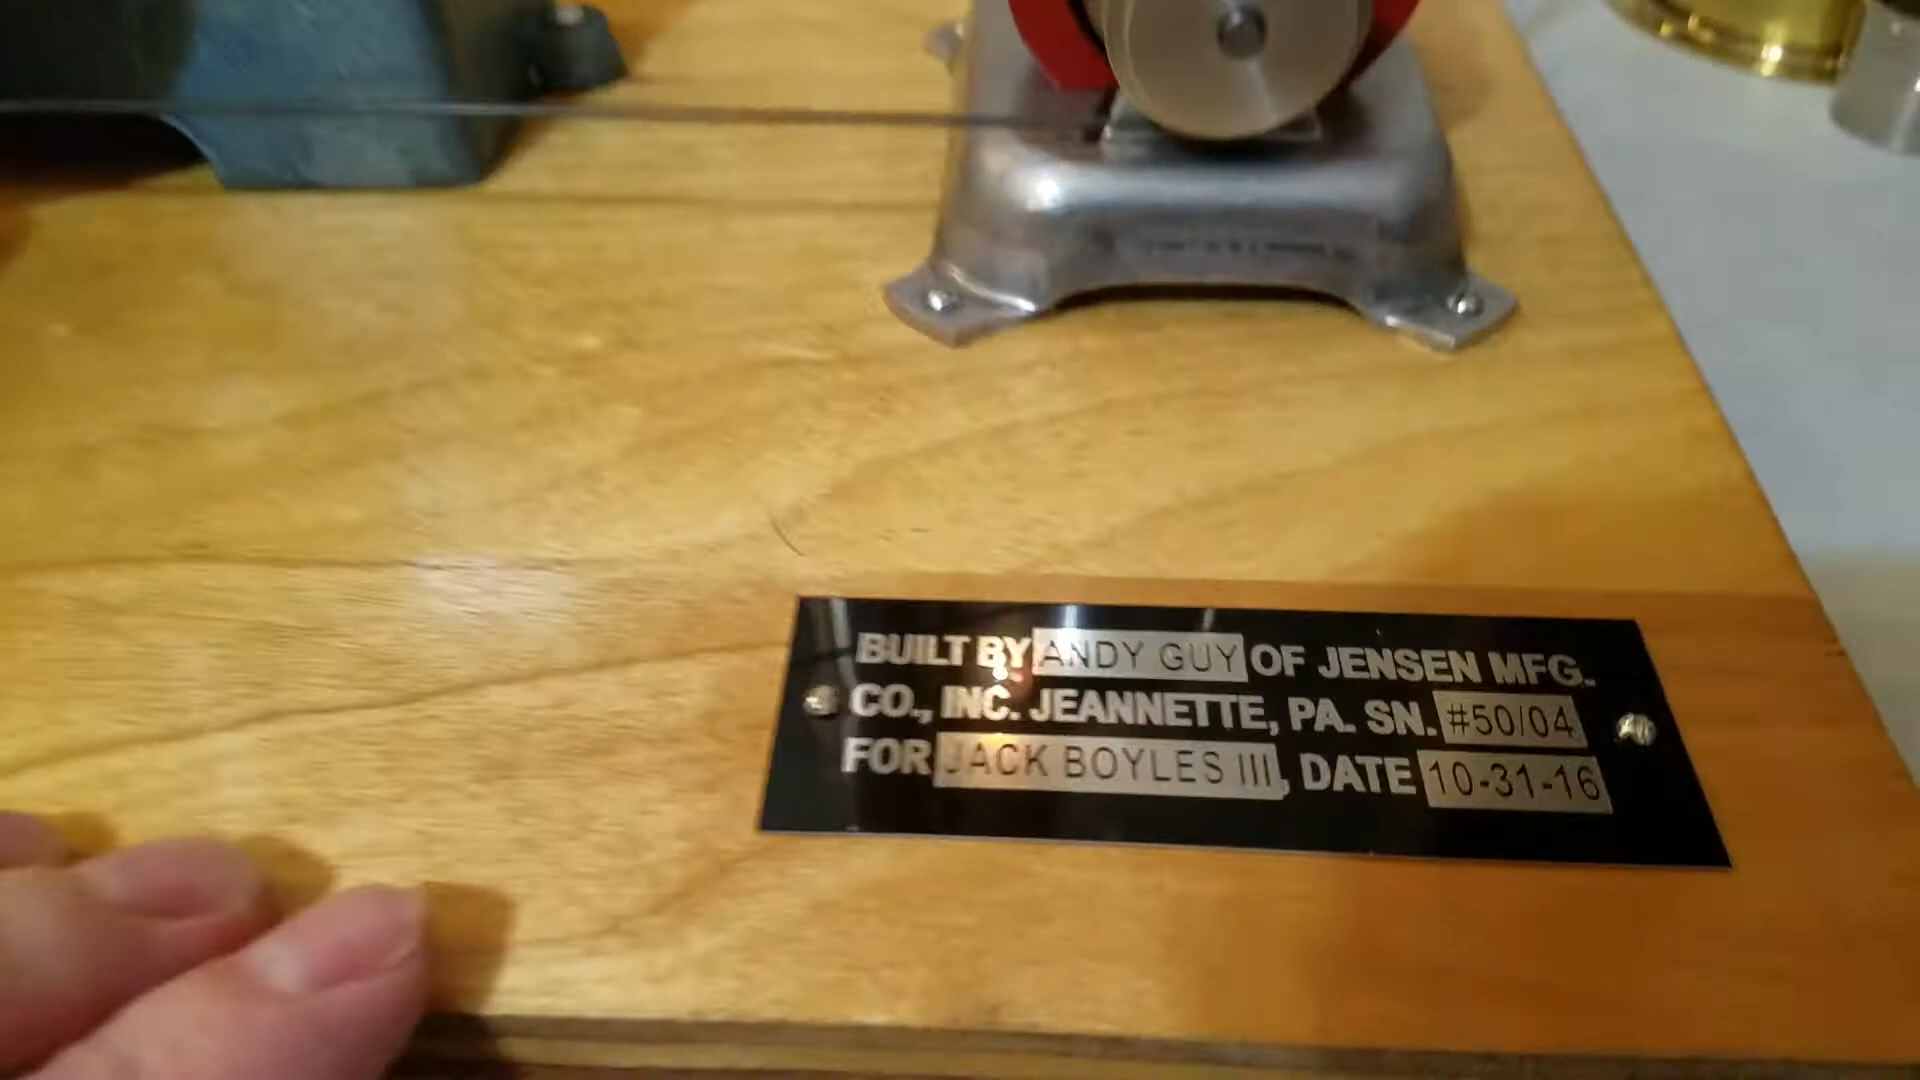 BUILT BY ANDY GUY OF JENSEN MFG.
CO., INC. JEANNETTE, PA. SN. #50/04
FOR JACK BOYLES III, DATE 10-31-16